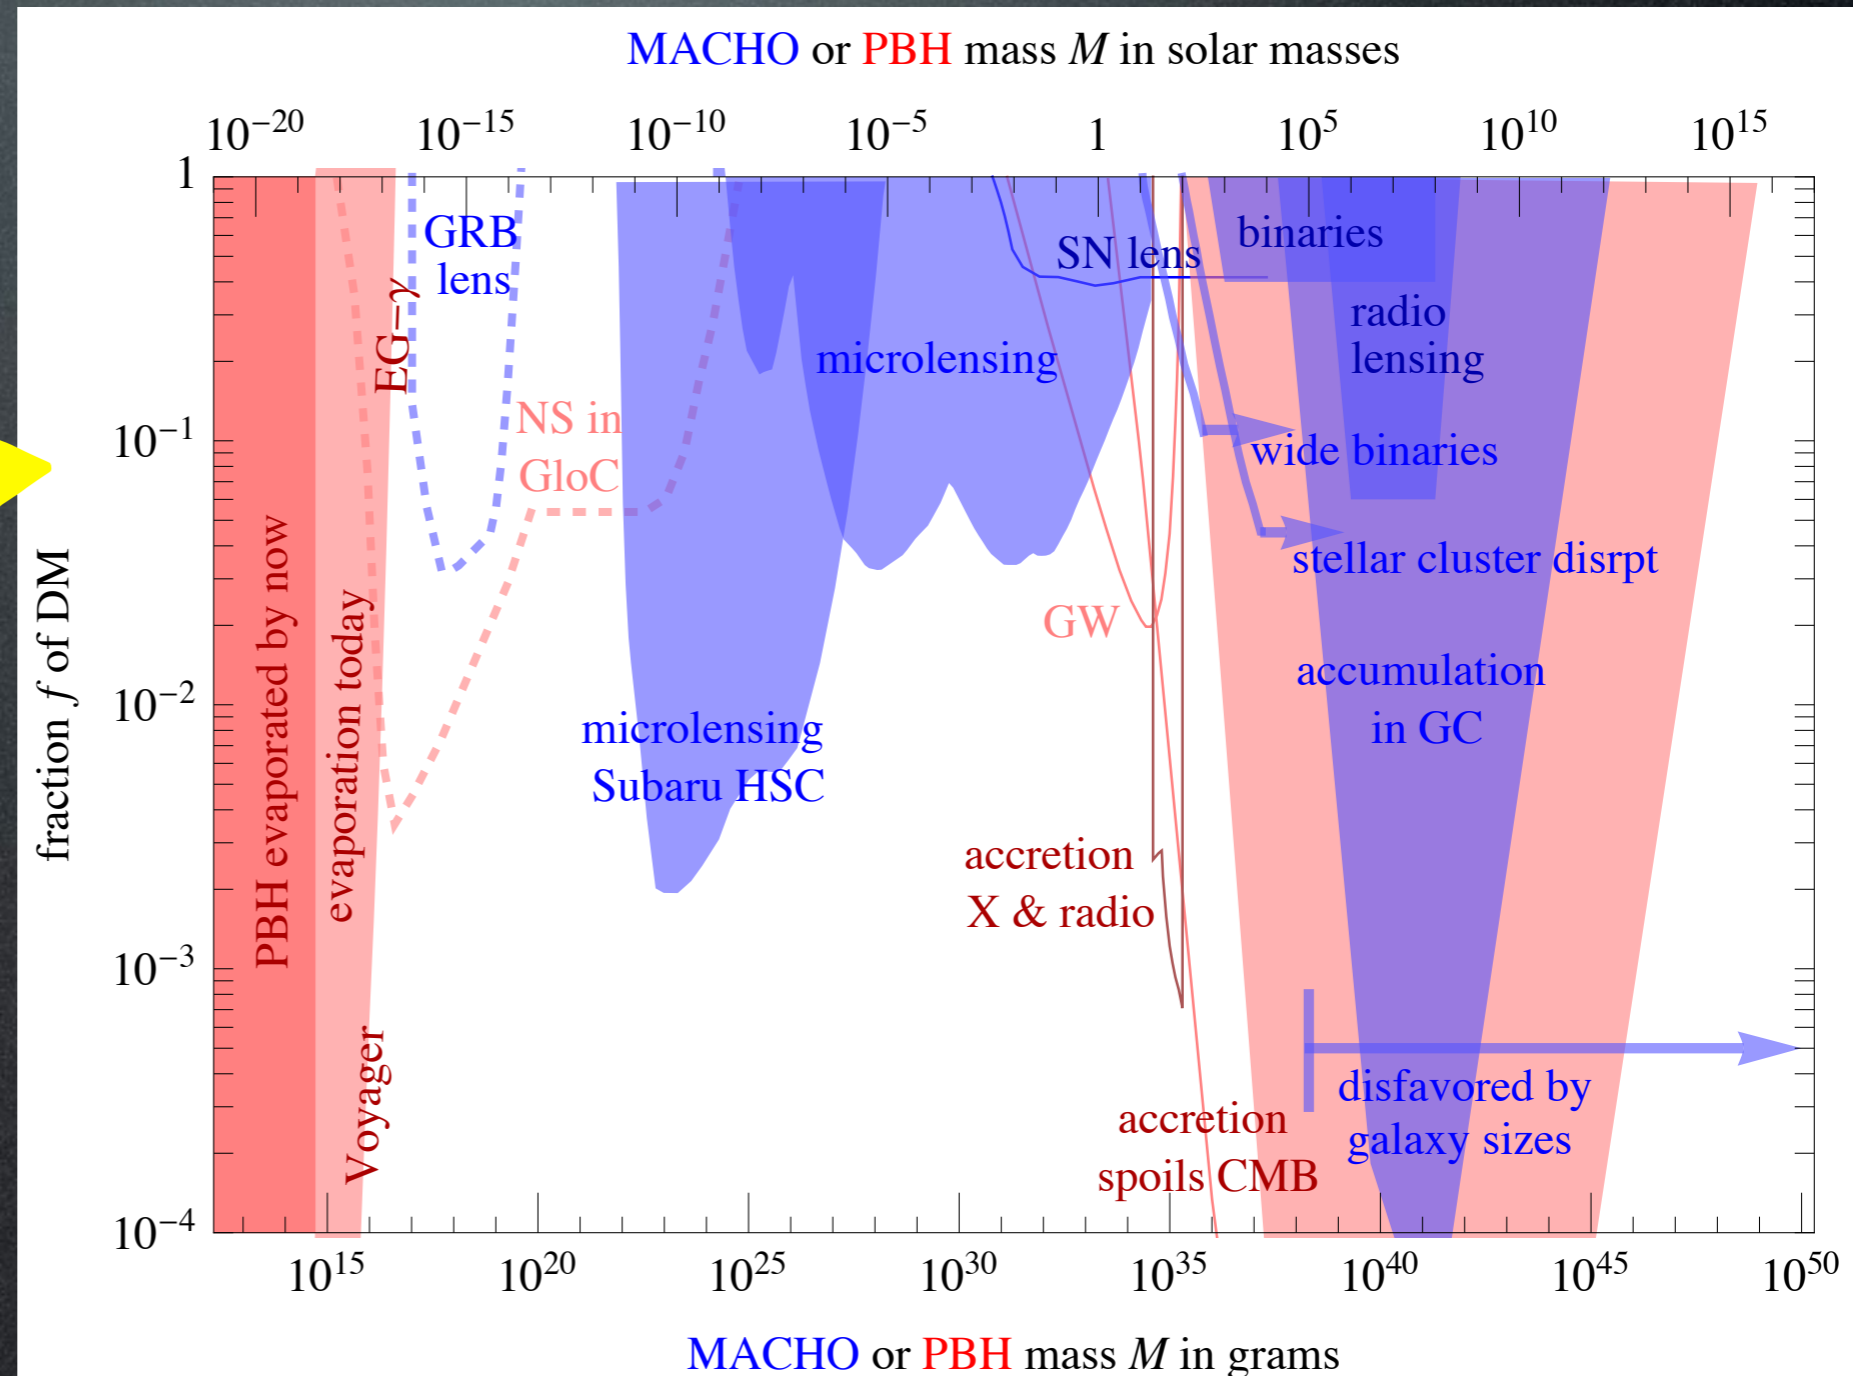 MACHO or PBH mass M in solar masses
10−20 10−15 10−10 10−5 1 105 1010 1015
1
10−1
10−2
10−3
10−4
fraction f of DM
PBH evaporated by now
evaporation today
Voyager
EG−γ
GRB
lens
NS in
GloC
microlensing
Subaru HSC
microlensing
SN lens
binaries
radio
lensing
wide binaries
stellar cluster disrpt
GW
accumulation
in GC
accretion
X & radio
disfavored by
galaxy sizes
accretion
spoils CMB
1015 1020 1025 1030 1035 1040 1045 1050
MACHO or PBH mass M in grams